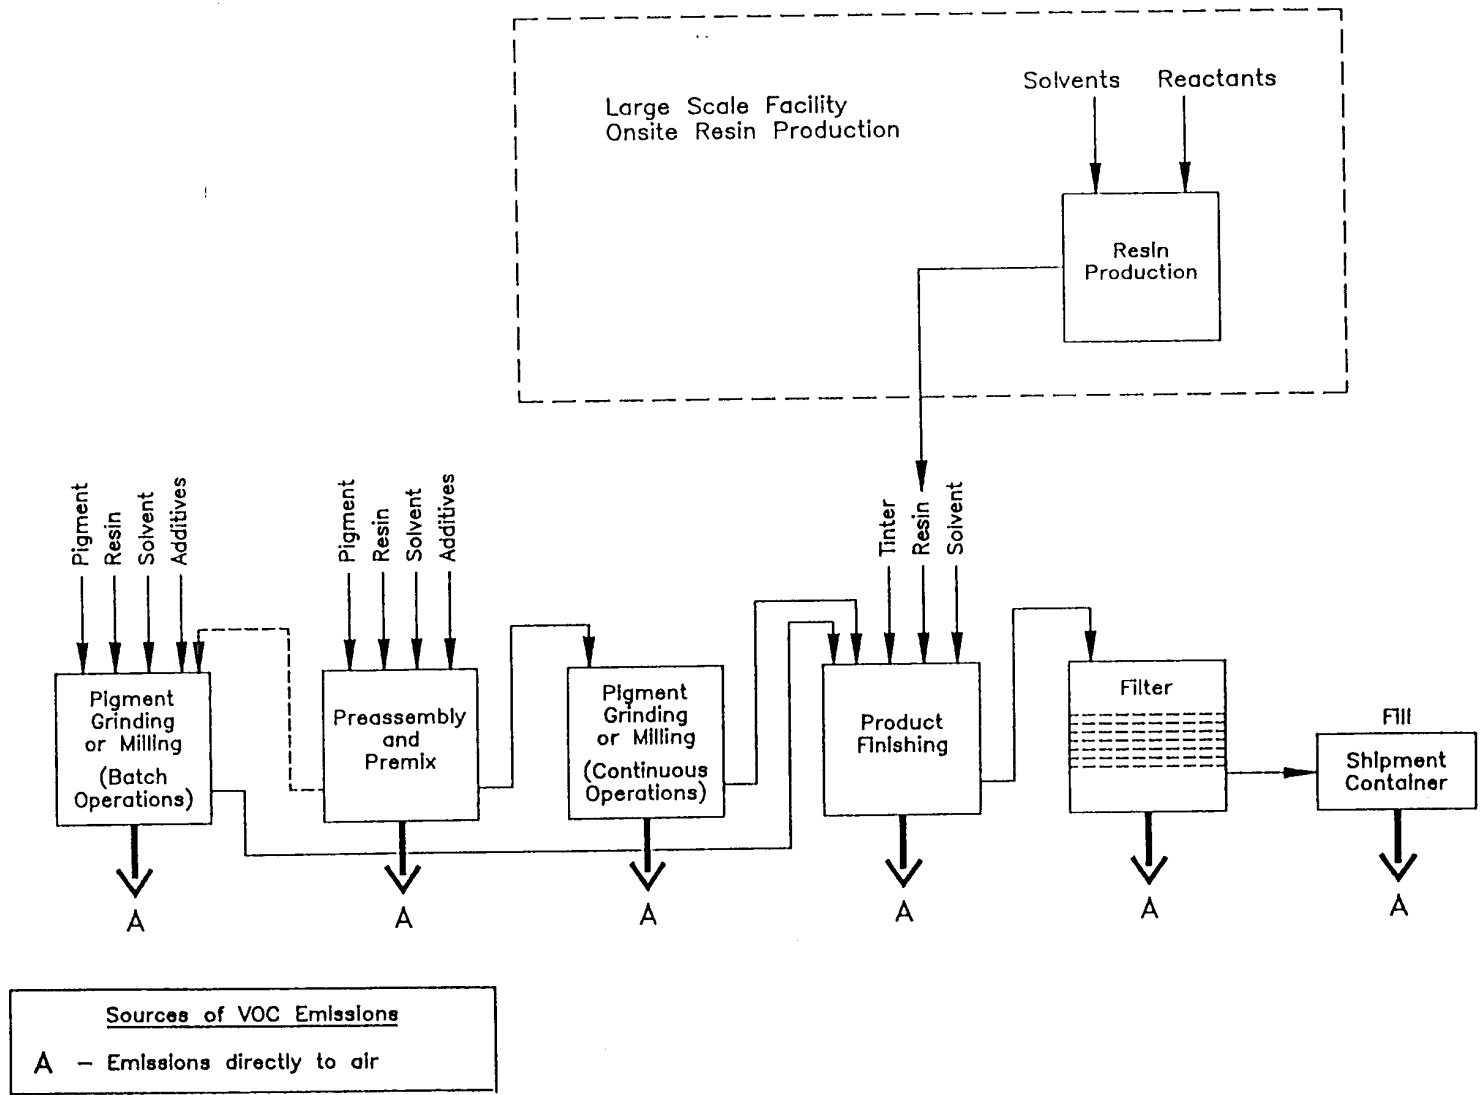 Solvents
Reactants
Large Scale Facility
Onsite Resin Production
Resin
Production
Pigment
Resin
Solvent
Additives
Pigment
Resin
Solvent
Additives
Tinter
Resin
Solvent
Pigment
Grinding
or Milling
(Batch
Operations)
Preassembly
and
Premix
Pigment
Grinding
or Milling
(Continuous
Operations)
Product
Finishing
Filter
Fill
Shipment
Container
A
A
A
A
A
A
Sources of VOC Emissions
A – Emissions directly to air